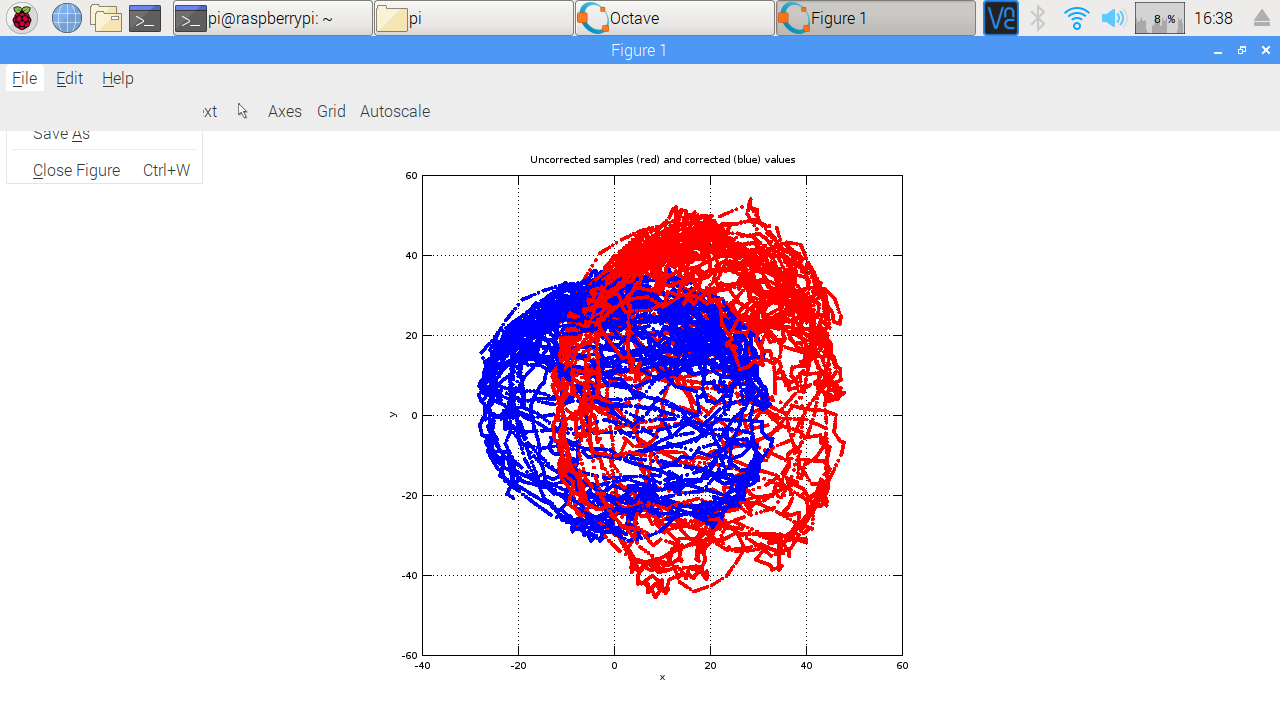 pi@raspberrypi: ~ pi Octave Figure 1 8 % 16:38
Figure 1
File Edit Help
ext Axes Grid Autoscale
Save As
Close Figure Ctrl+W
Uncorrected samples (red) and corrected (blue) values
60
40
20
y
0
-20
-40
-60
-40 -20 0 20 40 60
x